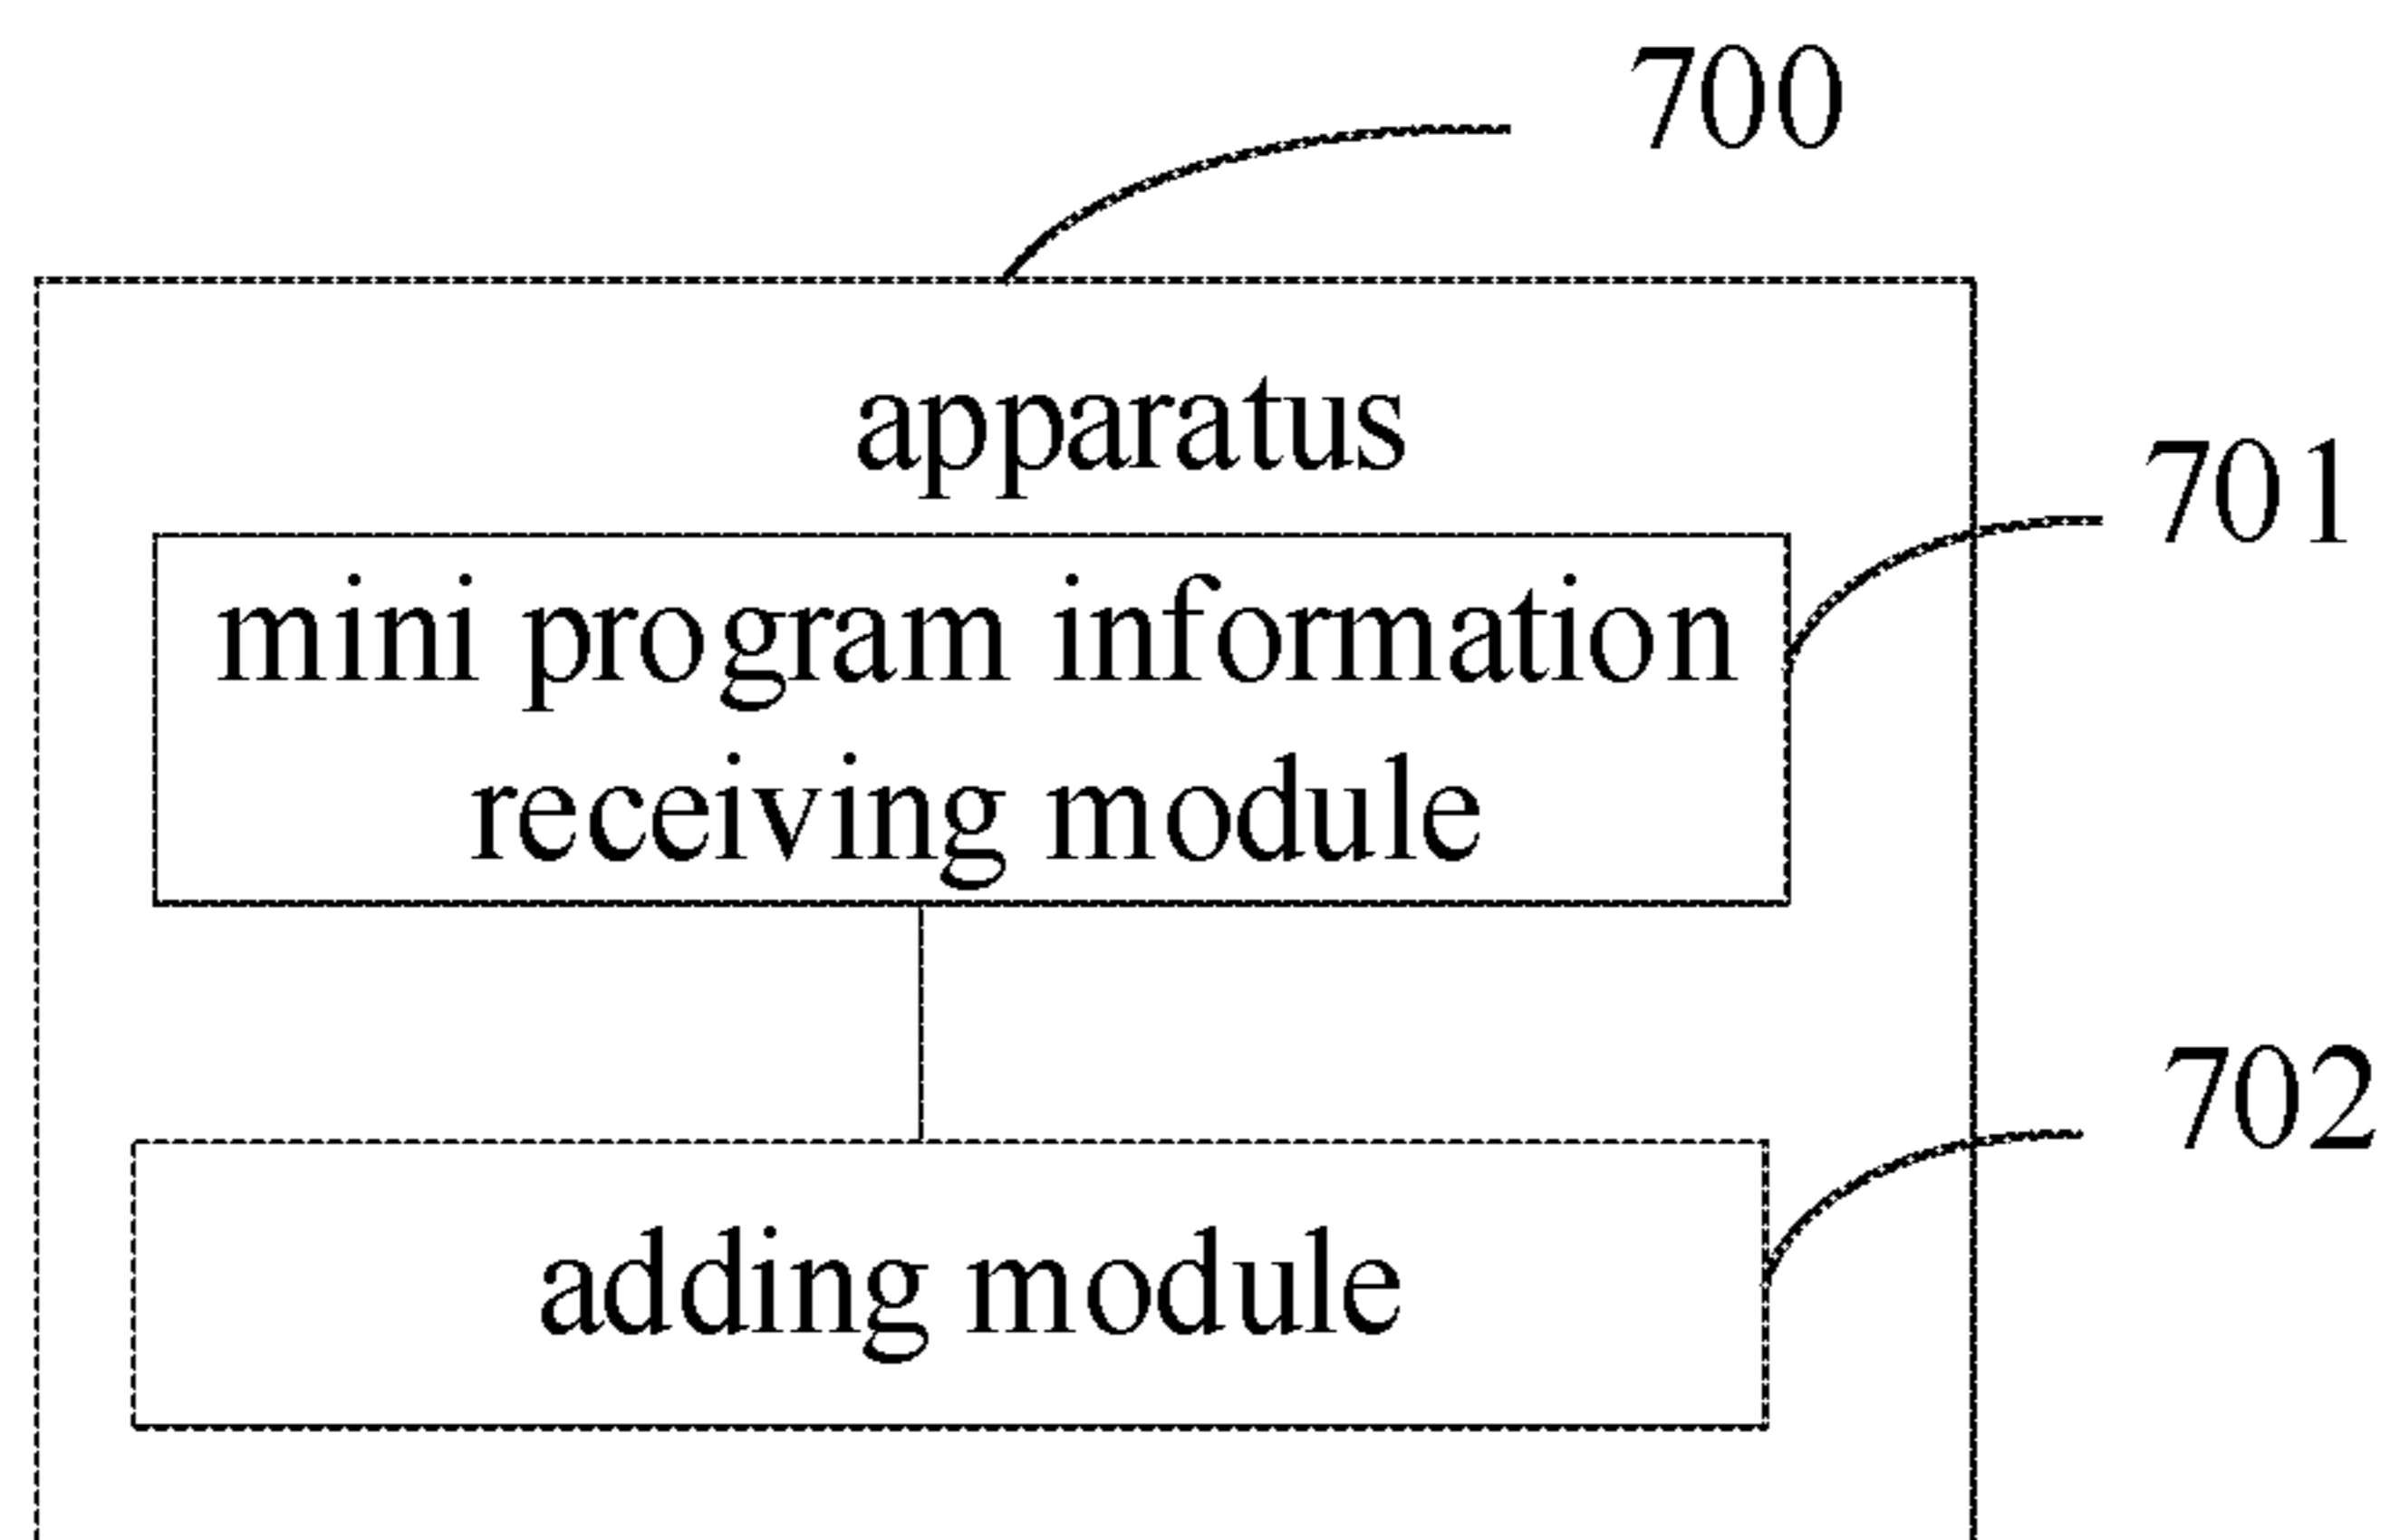 700
apparatus
701
mini program information
receiving module
702
adding module